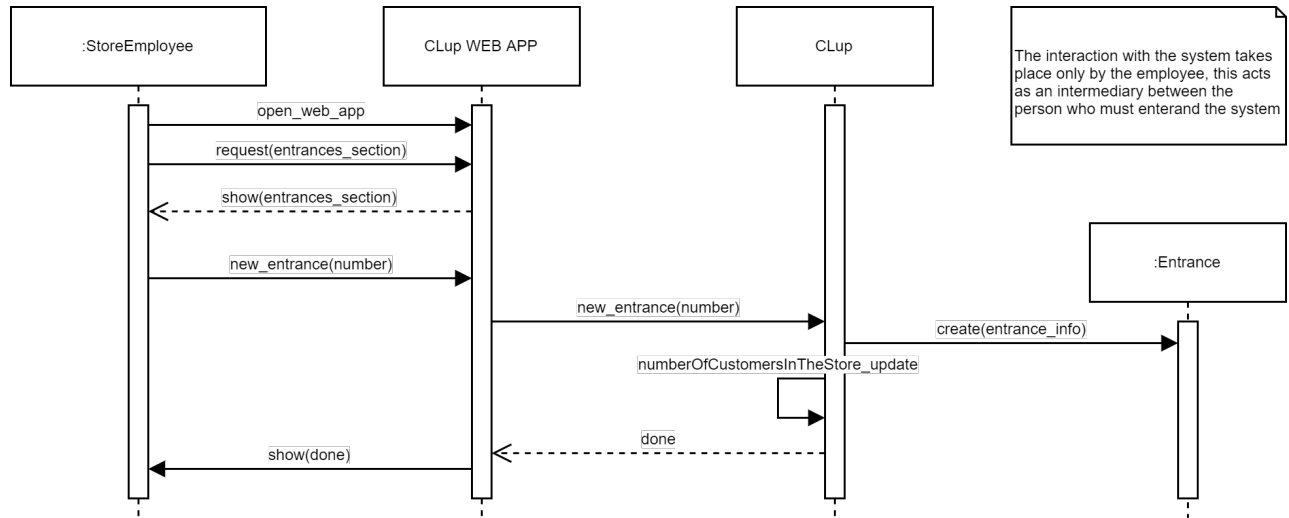 :StoreEmployee
CLup WEB APP
CLup
The interaction with the system takes
place only by the employee, this acts
as an intermediary between the
person who must enterand the system
open_web_app
request(entrances_section)
show(entrances_section)
new_entrance(number)
:Entrance
new_entrance(number)
create(entrance_info)
numberOfCustomersInTheStore_update
done
show(done)